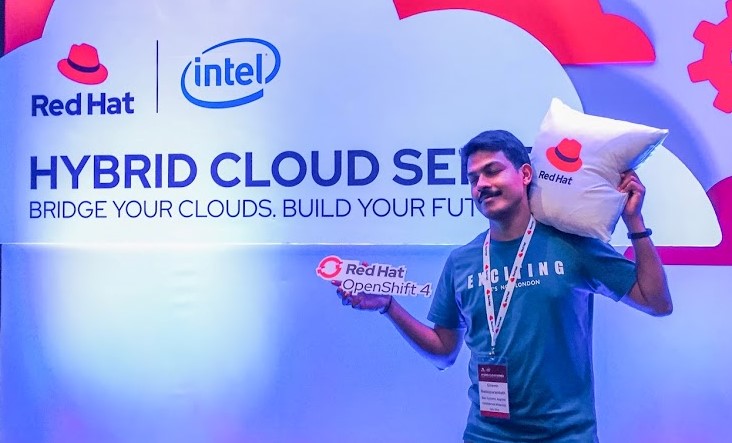 Red Hat
intel
HYBRID CLOUD SE
BRIDGE YOUR CLOUDS. BUILD YOUR FUT
Red Hat
Red Hat
OpenShift 4
EXCITING
LONDON